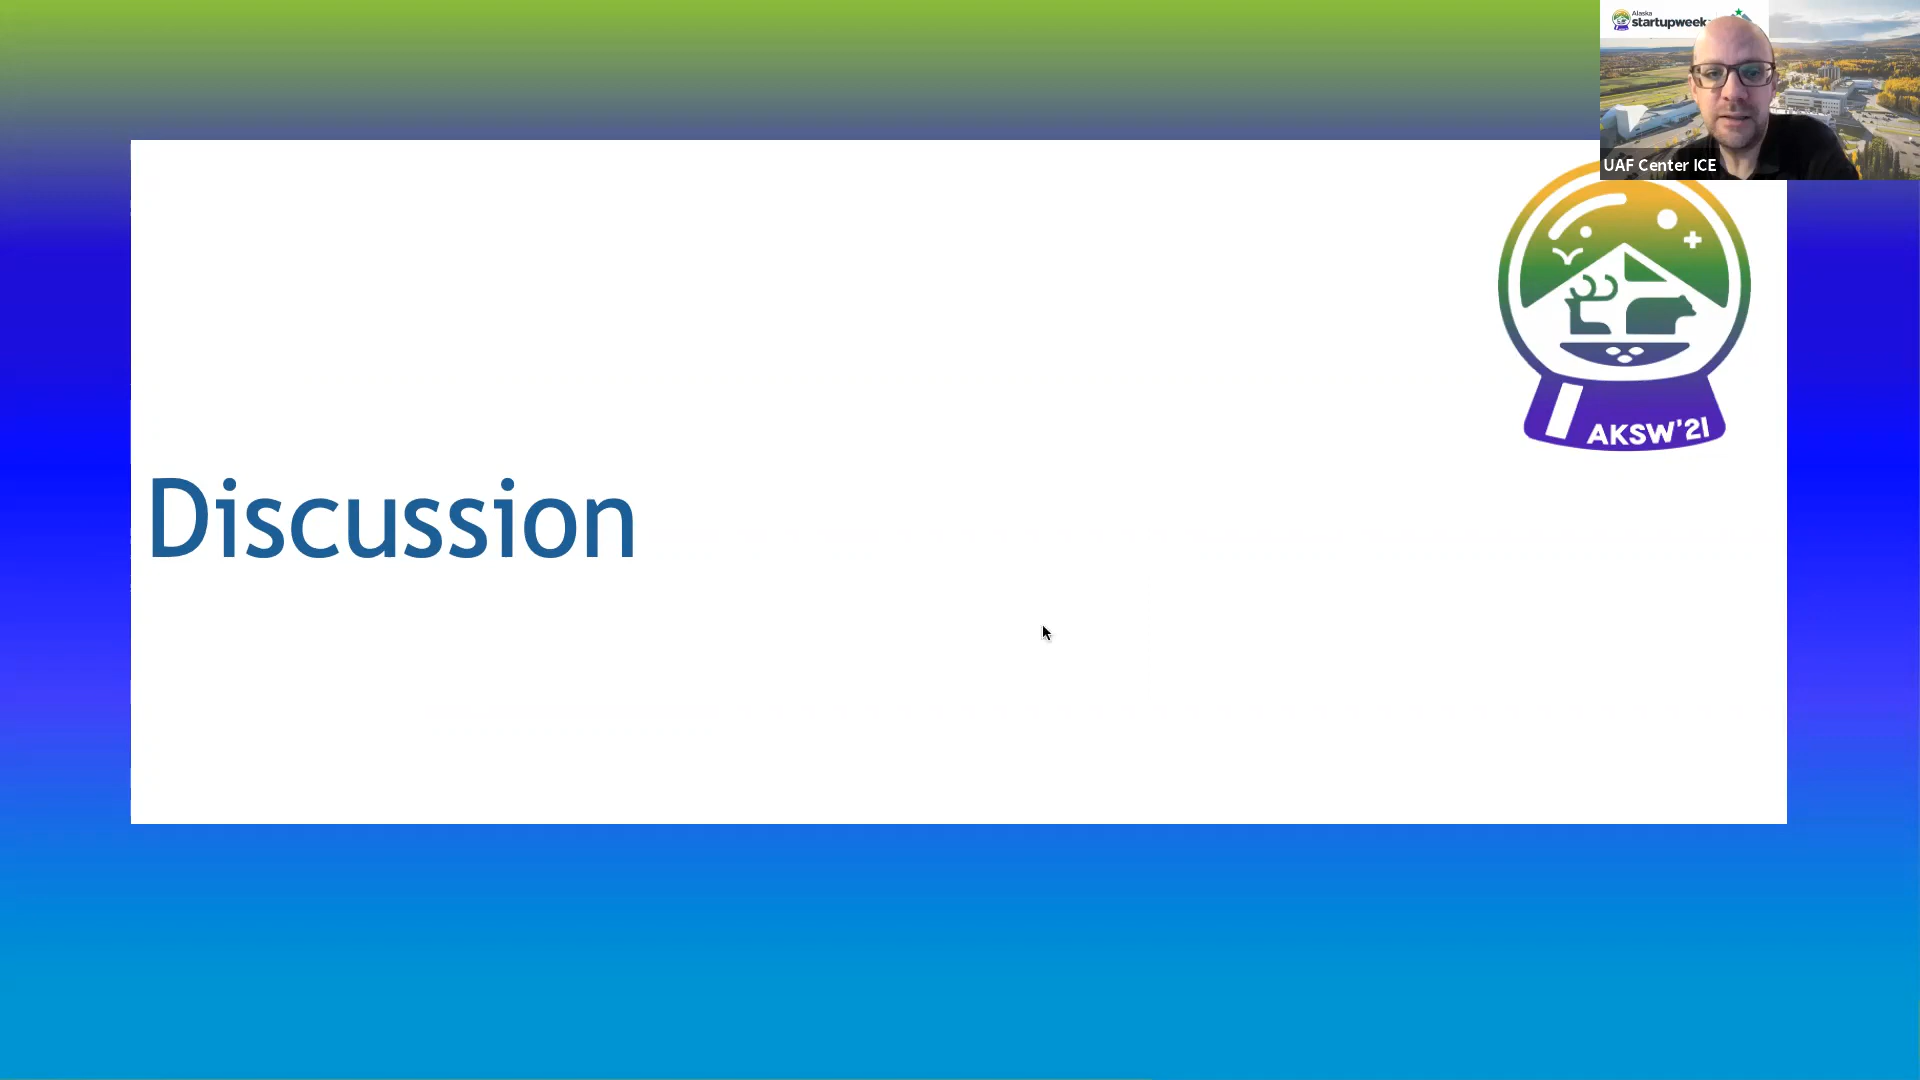 Alaska
startupweek
UAF Center ICE
AKSW'21
Discussion